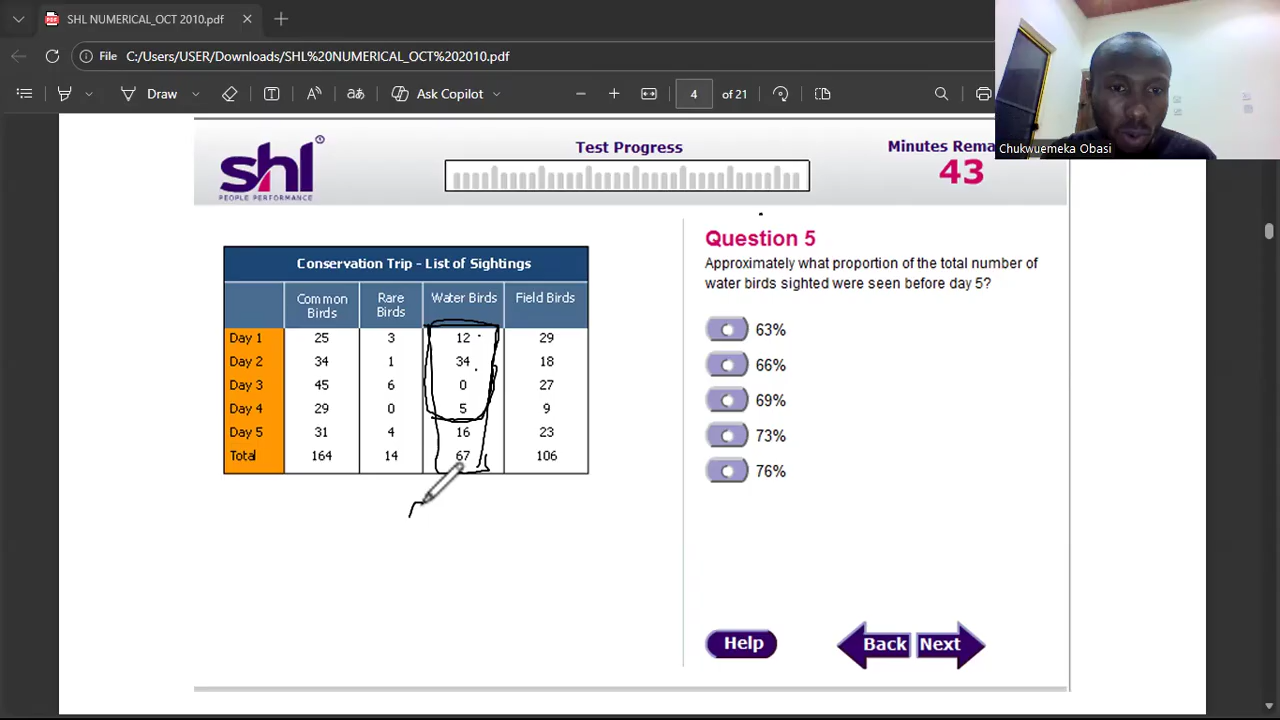 SHL NUMERICAL_OCT 2010.pdf
File C:/Users/USER/Downloads/SHL%20NUMERICAL_OCT%202010.pdf
Draw
aあ
Ask Copilot
4 of 21
Chukwuemeka Obasi
shl
PEOPLE PERFORMANCE
Test Progress
Minutes Rema
43
Conservation Trip - List of Sightings
Common Birds Rare Birds Water Birds Field Birds
Day 1 25 3 12 29
Day 2 34 1 34 18
Day 3 45 6 0 27
Day 4 29 0 5 9
Day 5 31 4 16 23
Total 164 14 67 106
Question 5
Approximately what proportion of the total number of
water birds sighted were seen before day 5?
63%
66%
69%
73%
76%
Help
Back Next